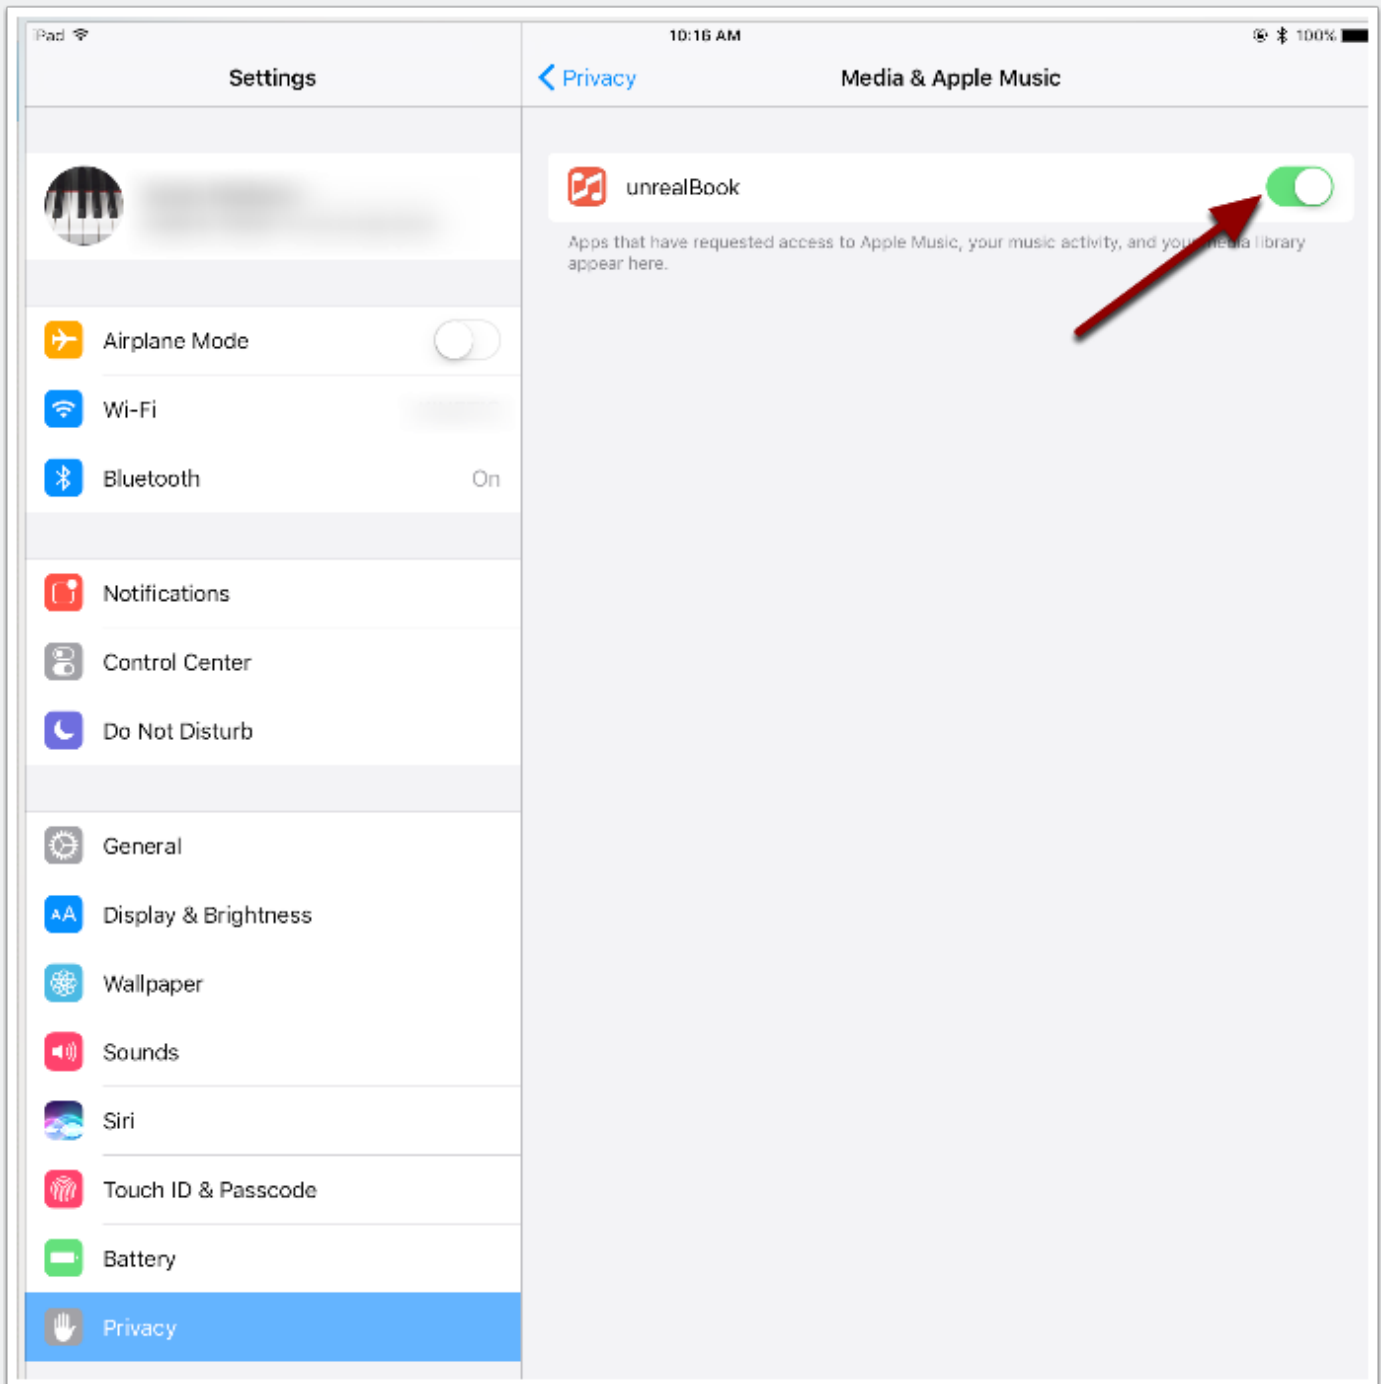 iPad
10:16 AM
100%
Settings
Privacy
Media & Apple Music
unrealBook
Apps that have requested access to Apple Music, your music activity, and your media library
appear here.
Airplane Mode
Wi-Fi
Bluetooth
On
Notifications
Control Center
Do Not Disturb
General
AA
Display & Brightness
Wallpaper
Sounds
Siri
Touch ID & Passcode
Battery
Privacy